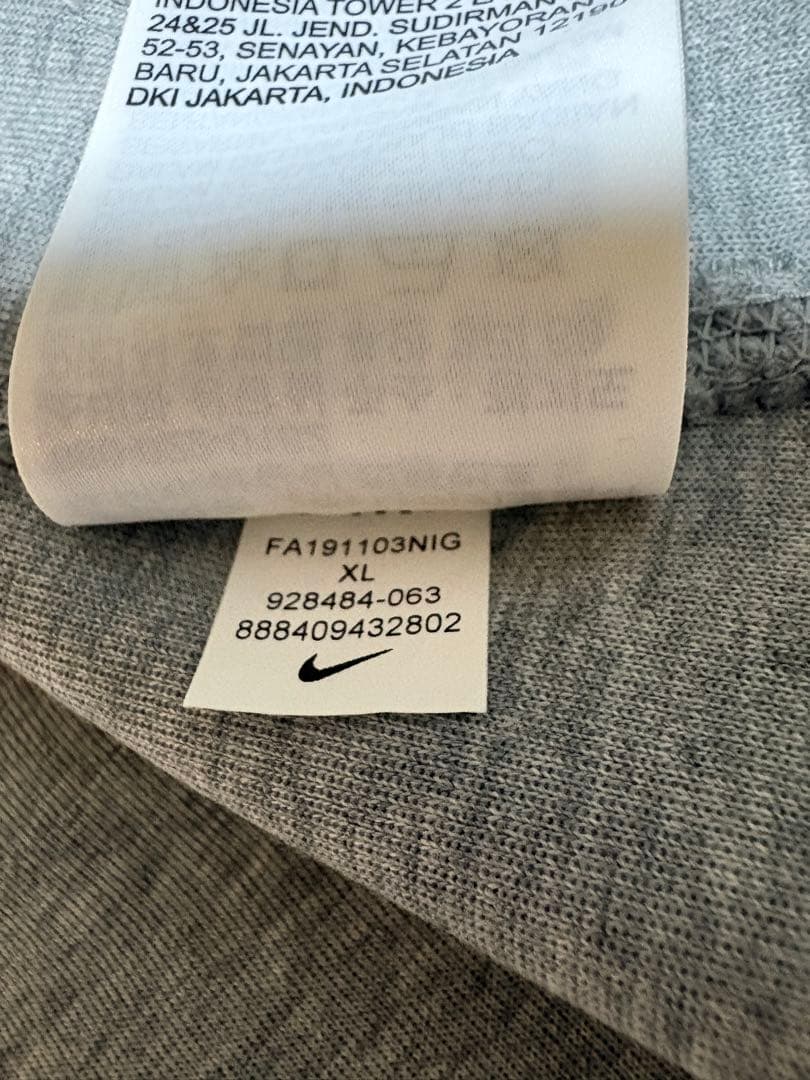 INDONESIA TOWER 2
24&25 JL. JEND. SUDIRMAN
52-53, SENAYAN, KEBAYORAN
BARU, JAKARTA SELATAN 12190
DKI JAKARTA, INDONESIA
FA191103NIG
XL
928484-063
888409432802